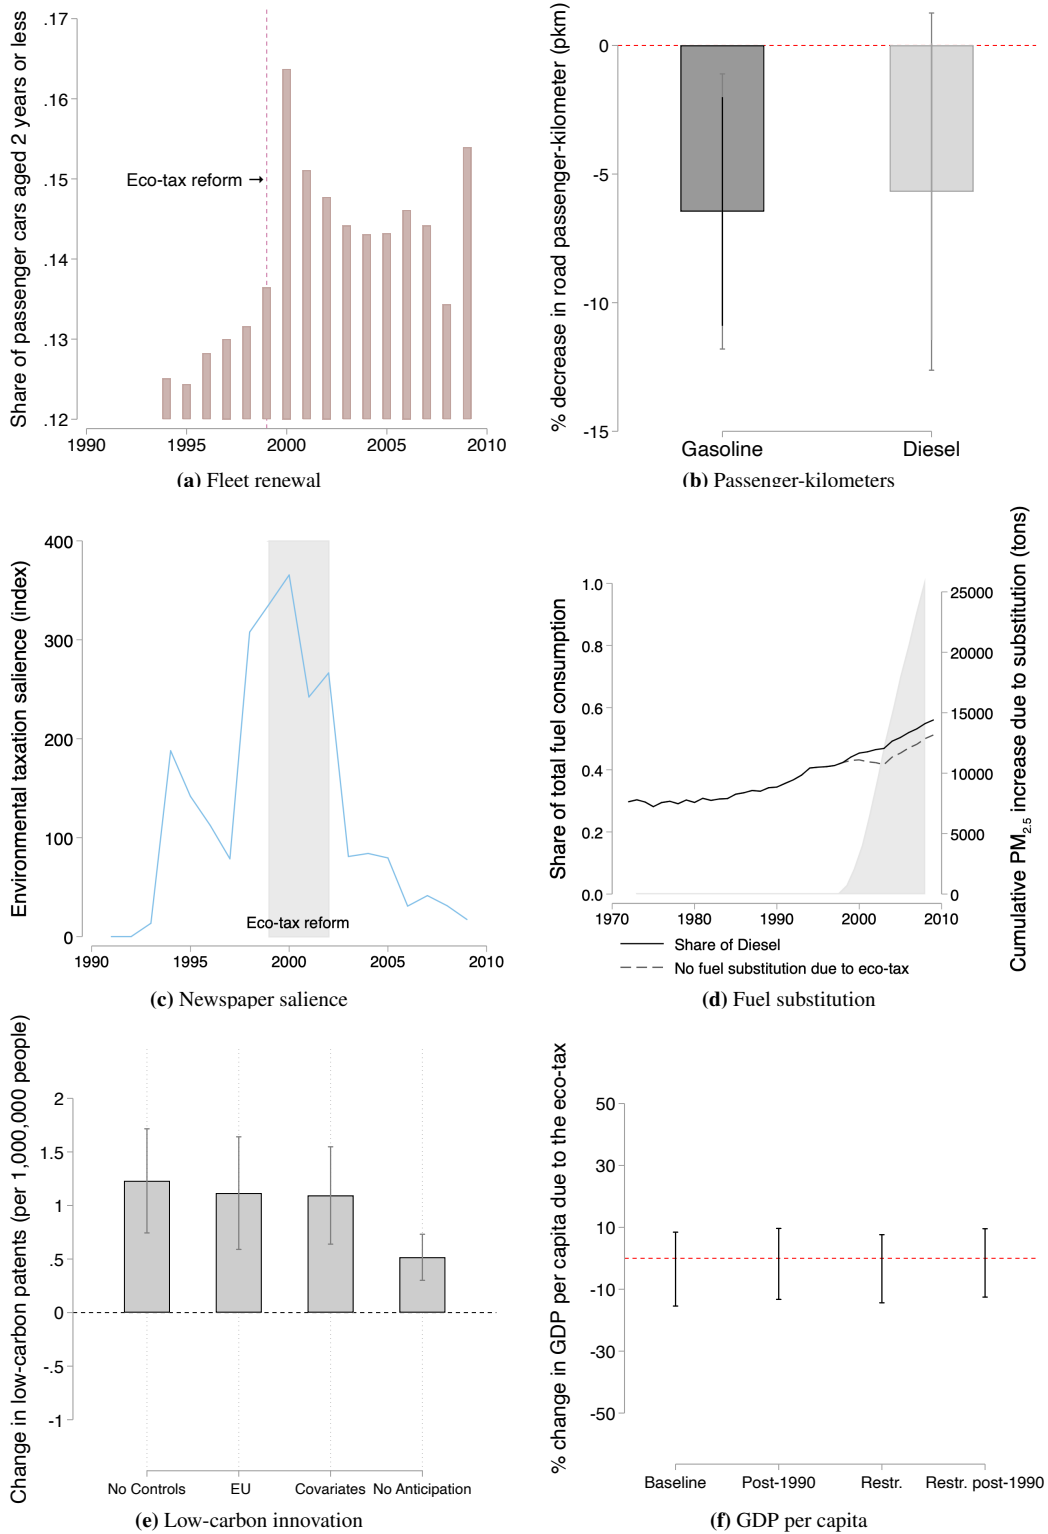 Share of passenger cars aged 2 years or less
.17
.16
.15
.14
.13
.12
Eco-tax reform →
1990 1995 2000 2005 2010
(a) Fleet renewal
% decrease in road passenger-kilometer (pkm)
0
-5
-10
-15
Gasoline Diesel
(b) Passenger-kilometers
Environmental taxation salience (index)
400
300
200
100
0
Eco-tax reform
1990 1995 2000 2005 2010
(c) Newspaper salience
Share of total fuel consumption
1.0
0.8
0.6
0.4
0.2
0.0
Cumulative PM2.5 increase due to substitution (tons)
25000
20000
15000
10000
5000
0
1970 1980 1990 2000 2010
Share of Diesel
No fuel substitution due to eco-tax
(d) Fuel substitution
Change in low-carbon patents (per 1,000,000 people)
2
1.5
1
.5
0
-.5
-1
No Controls EU Covariates No Anticipation
(e) Low-carbon innovation
% change in GDP per capita due to the eco-tax
50
30
10
-10
-30
-50
Baseline Post-1990 Restr. Restr. post-1990
(f) GDP per capita